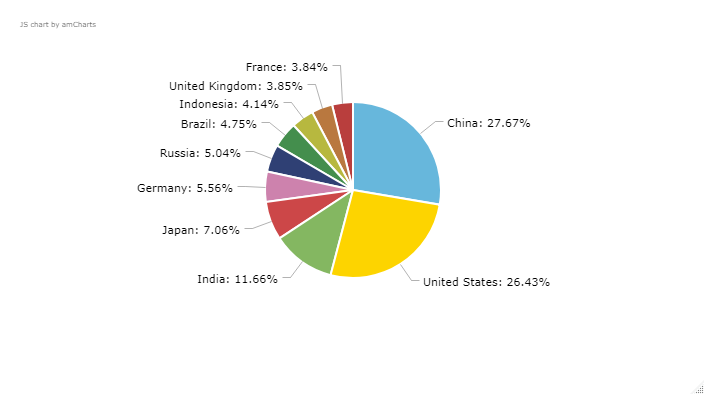 JS chart by amCharts
France: 3.84%
United Kingdom: 3.85%
Indonesia: 4.14%
Brazil: 4.75%
China: 27.67%
Russia: 5.04%
Germany: 5.56%
Japan: 7.06%
India: 11.66%
United States: 26.43%